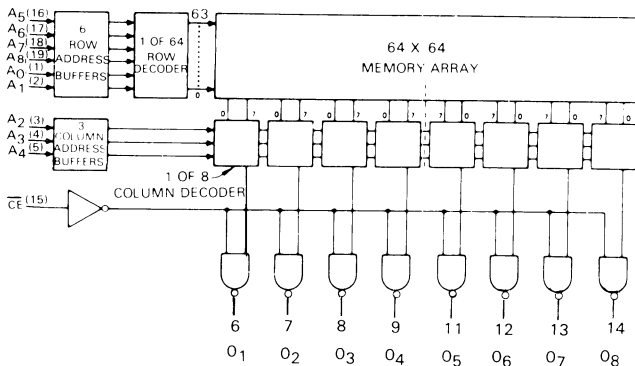 A5 (16)
A6 (17)
A7 (18)
A8 (19)
A0 (1)
A1 (2)
6
ROW
ADDRESS
BUFFERS
1 OF 64
ROW
DECODER
63
0
64 X 64
MEMORY ARRAY
0 7 0 7 0 7 0 7 7 0 7 0 7 0 7 0
A2 (3)
A3 (4)
A4 (5)
3
COLUMN
ADDRESS
BUFFERS
1 OF 8
COLUMN DECODER
CE (15)
6 7 8 9 11 12 13 14
O1 O2 O3 O4 O5 O6 O7 O8